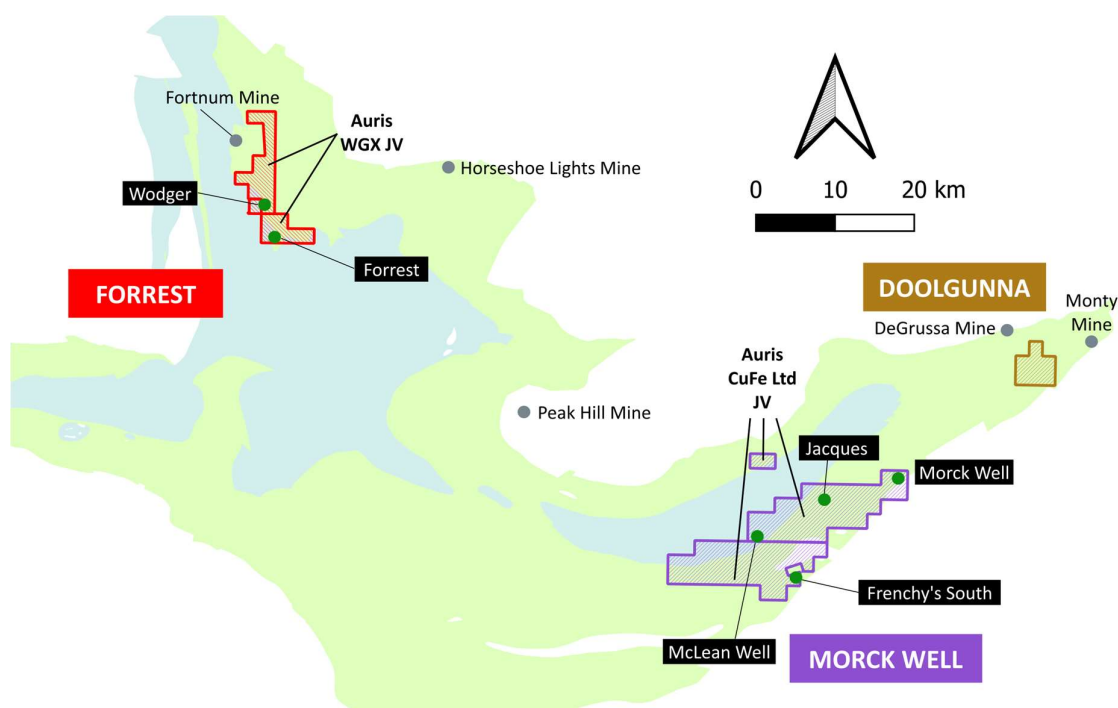 Fortnum Mine
Auris
WGX JV
Horseshoe Lights Mine
0 10 20 km
Wodger
Forrest
FORREST
DOOLGUNNA
Monty
Mine
DeGrussa Mine
Auris
CuFe Ltd
JV
Peak Hill Mine
Jacques
Morck Well
Frenchy's South
McLean Well
MORCK WELL